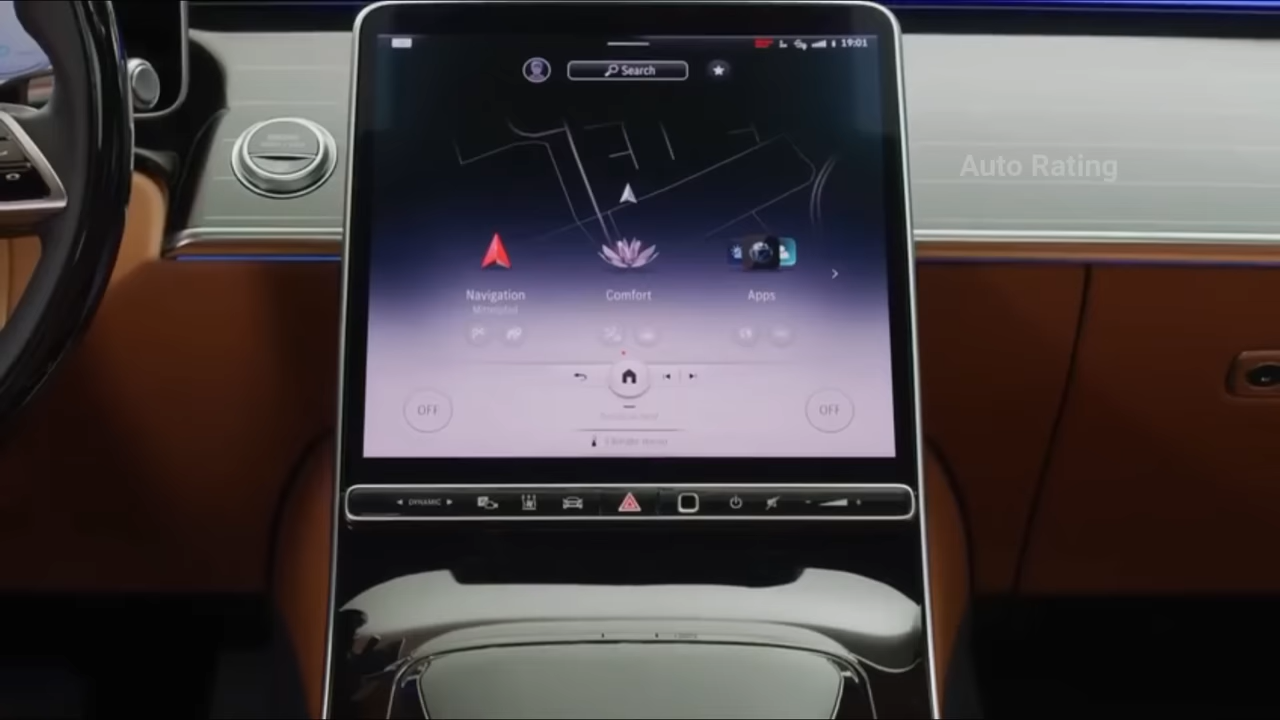 19:01
Search
Auto Rating
Navigation
Comfort
Apps
OFF
OFF
DYNAMIC